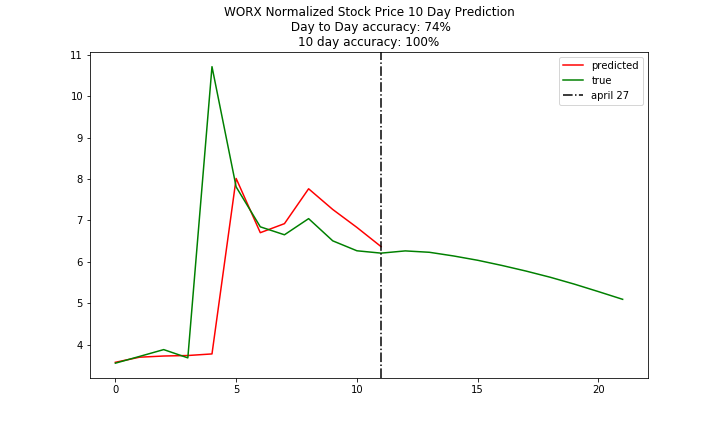 WORX Normalized Stock Price 10 Day Prediction
Day to Day accuracy: 74%
10 day accuracy: 100%
11
10
9
8
7
6
5
4
predicted
true
april 27
0
5
10
15
20